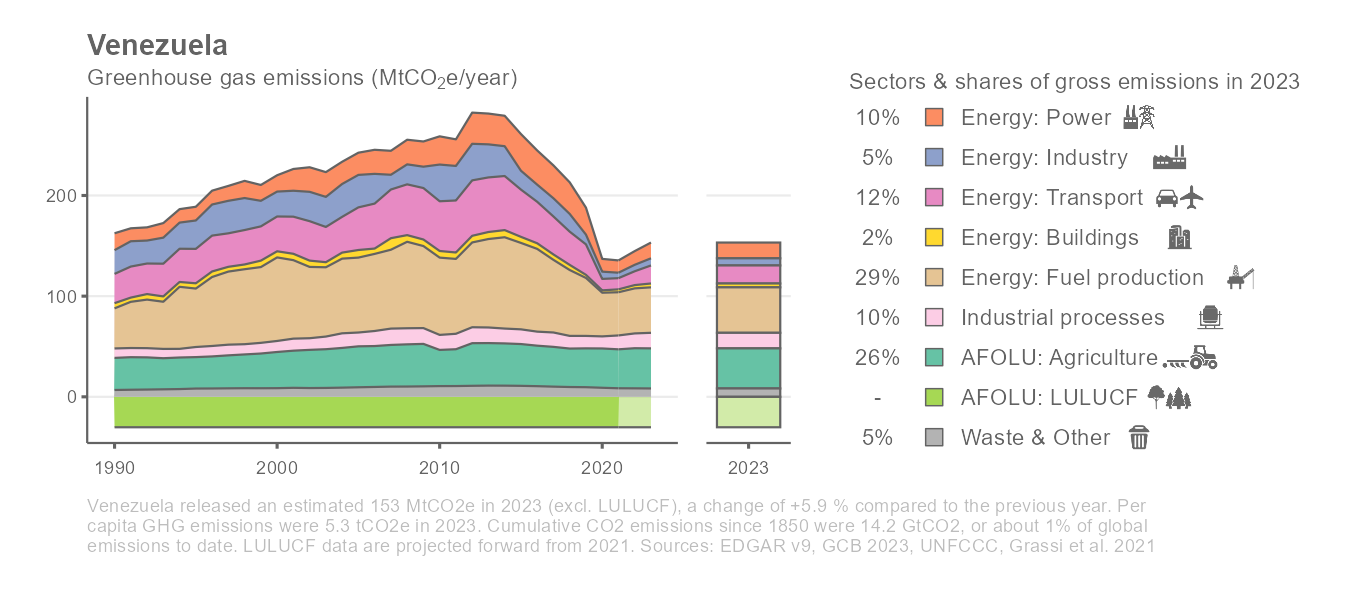 Venezuela
Greenhouse gas emissions (MtCO₂e/year)
200
100
0
1990
2000
2010
2020
2023
Sectors & shares of gross emissions in 2023
10% Energy: Power
5% Energy: Industry
12% Energy: Transport
2% Energy: Buildings
29% Energy: Fuel production
10% Industrial processes
26% AFOLU: Agriculture
- AFOLU: LULUCF
5% Waste & Other
Venezuela released an estimated 153 MtCO2e in 2023 (excl. LULUCF), a change of +5.9 % compared to the previous year. Per
capita GHG emissions were 5.3 tCO2e in 2023. Cumulative CO2 emissions since 1850 were 14.2 GtCO2, or about 1% of global
emissions to date. LULUCF data are projected forward from 2021. Sources: EDGAR v9, GCB 2023, UNFCCC, Grassi et al. 2021